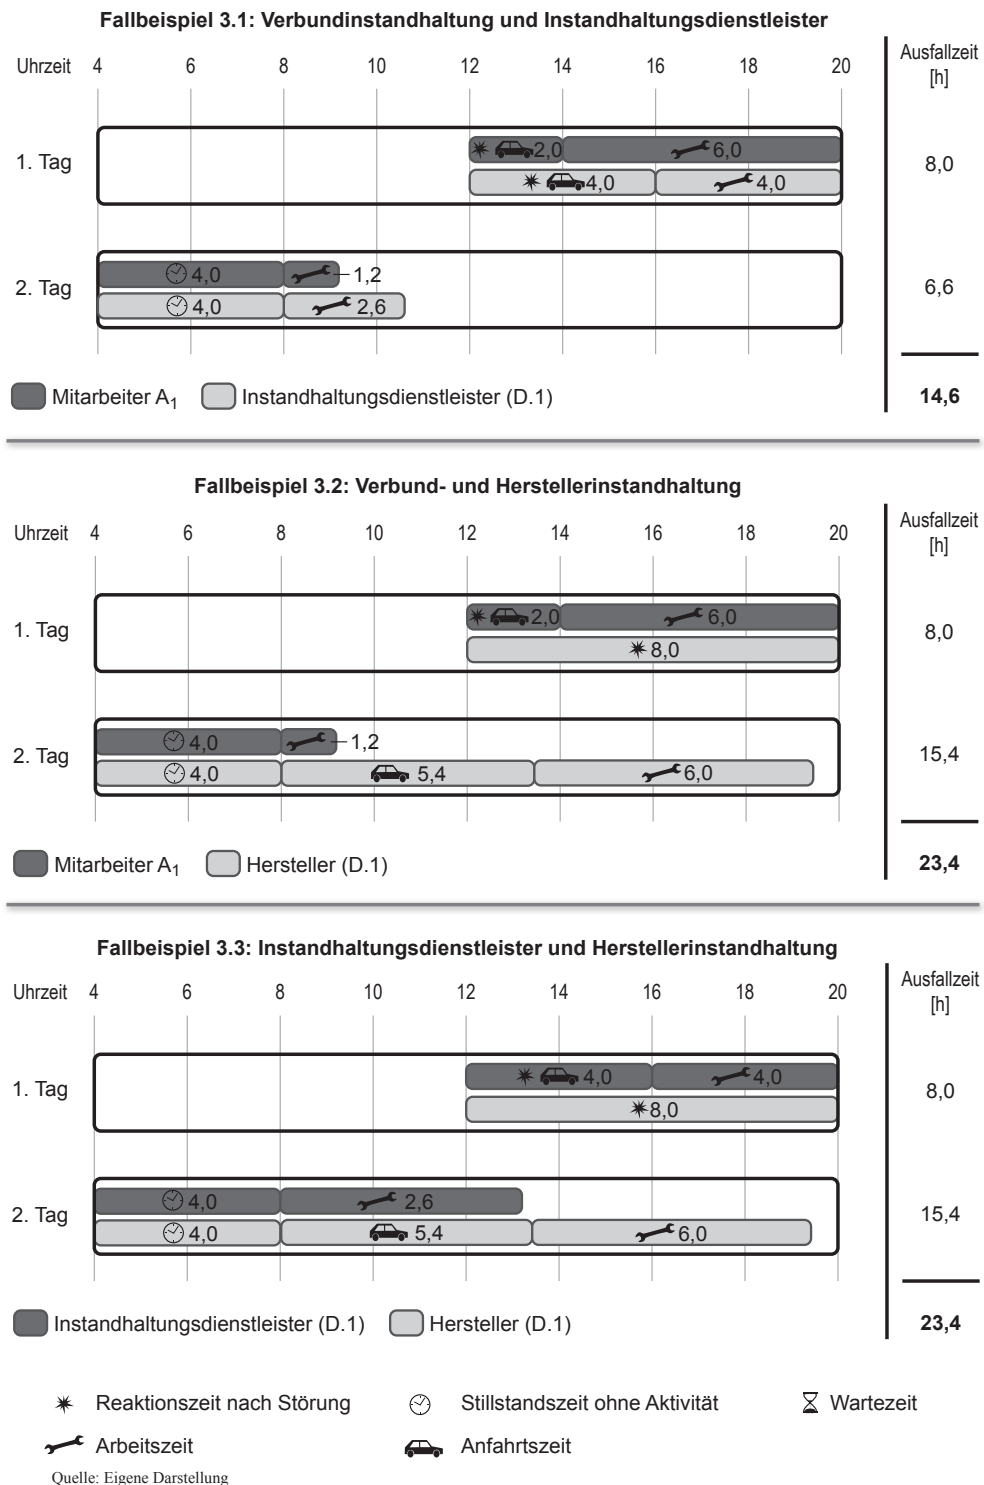 Fallbeispiel 3.1: Verbundinstandhaltung und Instandhaltungsdienstleister
Uhrzeit 4 6 8 10 12 14 16 18 20
Ausfallzeit
[h]
1. Tag
2,0 6,0
4,0 4,0
8,0
2. Tag
4,0 1,2
4,0 2,6
6,6
Mitarbeiter A1 Instandhaltungsdienstleister (D.1)
14,6
Fallbeispiel 3.2: Verbund- und Herstellerinstandhaltung
Uhrzeit 4 6 8 10 12 14 16 18 20
Ausfallzeit
[h]
1. Tag
2,0 6,0
8,0
8,0
2. Tag
4,0 1,2
4,0 5,4 6,0
15,4
Mitarbeiter A1 Hersteller (D.1)
23,4
Fallbeispiel 3.3: Instandhaltungsdienstleister und Herstellerinstandhaltung
Uhrzeit 4 6 8 10 12 14 16 18 20
Ausfallzeit
[h]
1. Tag
4,0 4,0
8,0
8,0
2. Tag
4,0 2,6
4,0 5,4 6,0
15,4
Instandhaltungsdienstleister (D.1) Hersteller (D.1)
23,4
Reaktionszeit nach Störung Stillstandszeit ohne Aktivität Wartezeit
Arbeitszeit Anfahrtszeit
Quelle: Eigene Darstellung